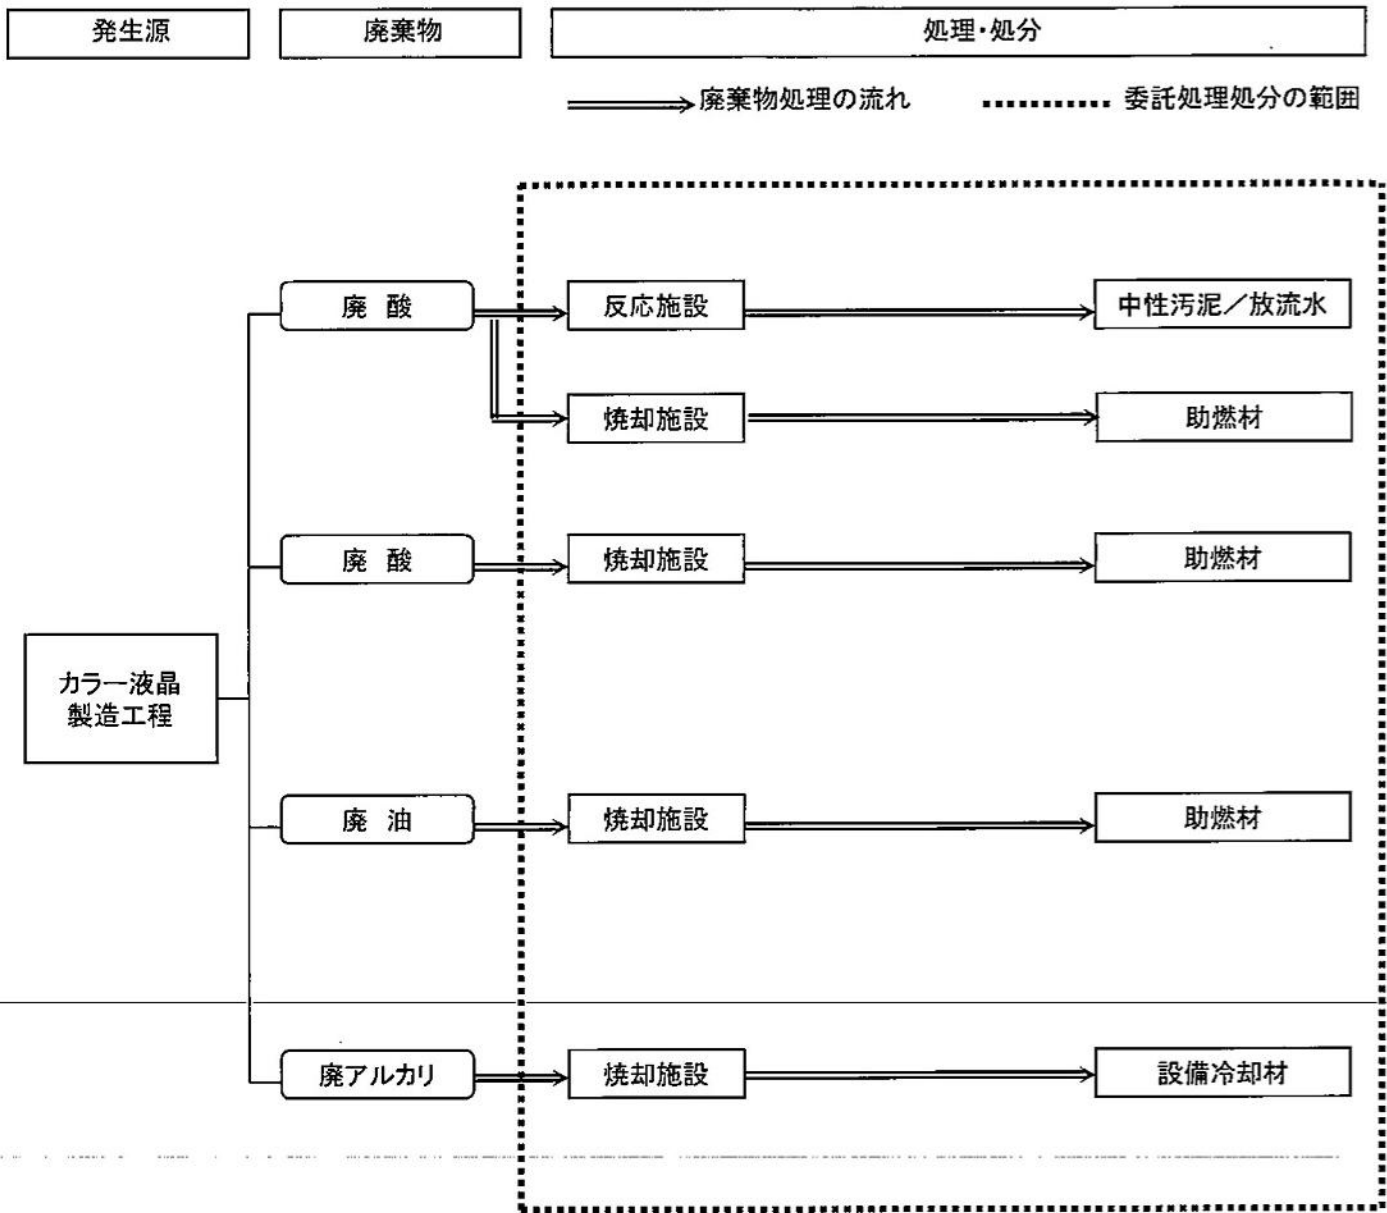 発生源
廃棄物
処理・処分
廃棄物処理の流れ
委託処理処分の範囲
廃 酸
反応施設
中性汚泥／放流水
焼却施設
助燃材
廃 酸
焼却施設
助燃材
カラー液晶
製造工程
廃 油
焼却施設
助燃材
廃アルカリ
焼却施設
設備冷却材